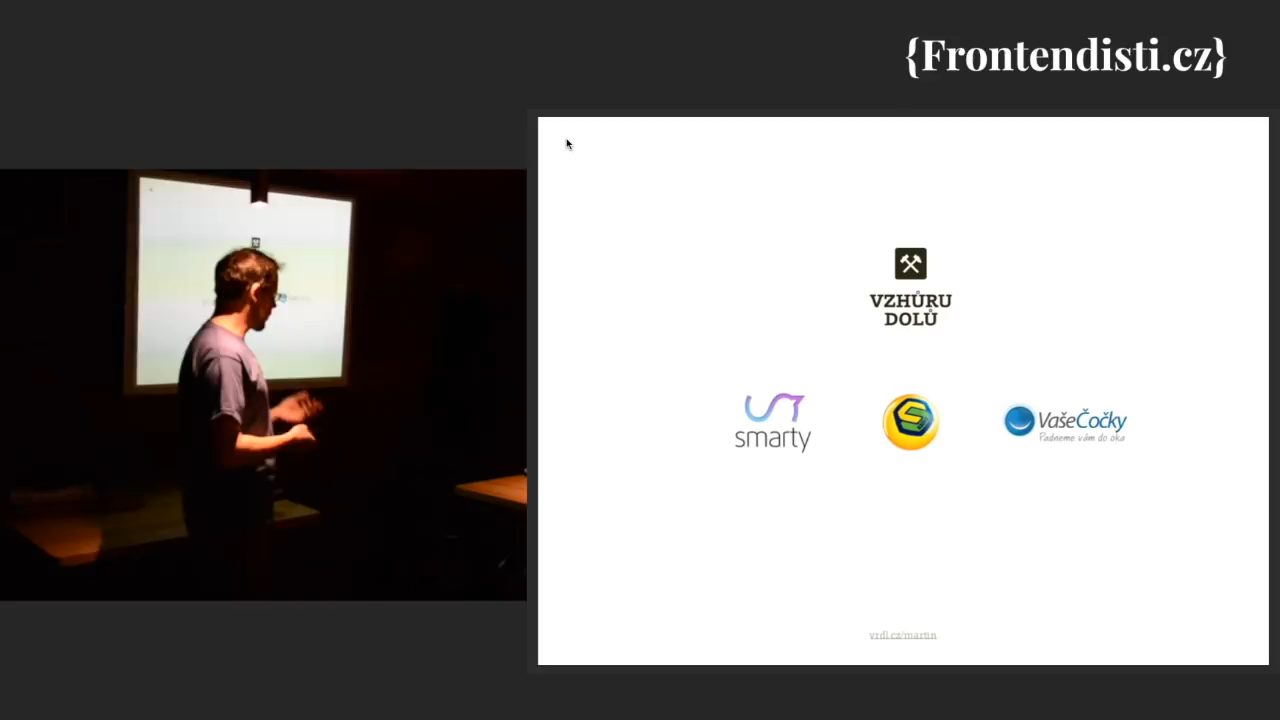 {Frontendisti.cz}
VZHŮRU
DOLŮ
smarty
VašeČočky
Padneme vám do oka
vrdl.cz/martin